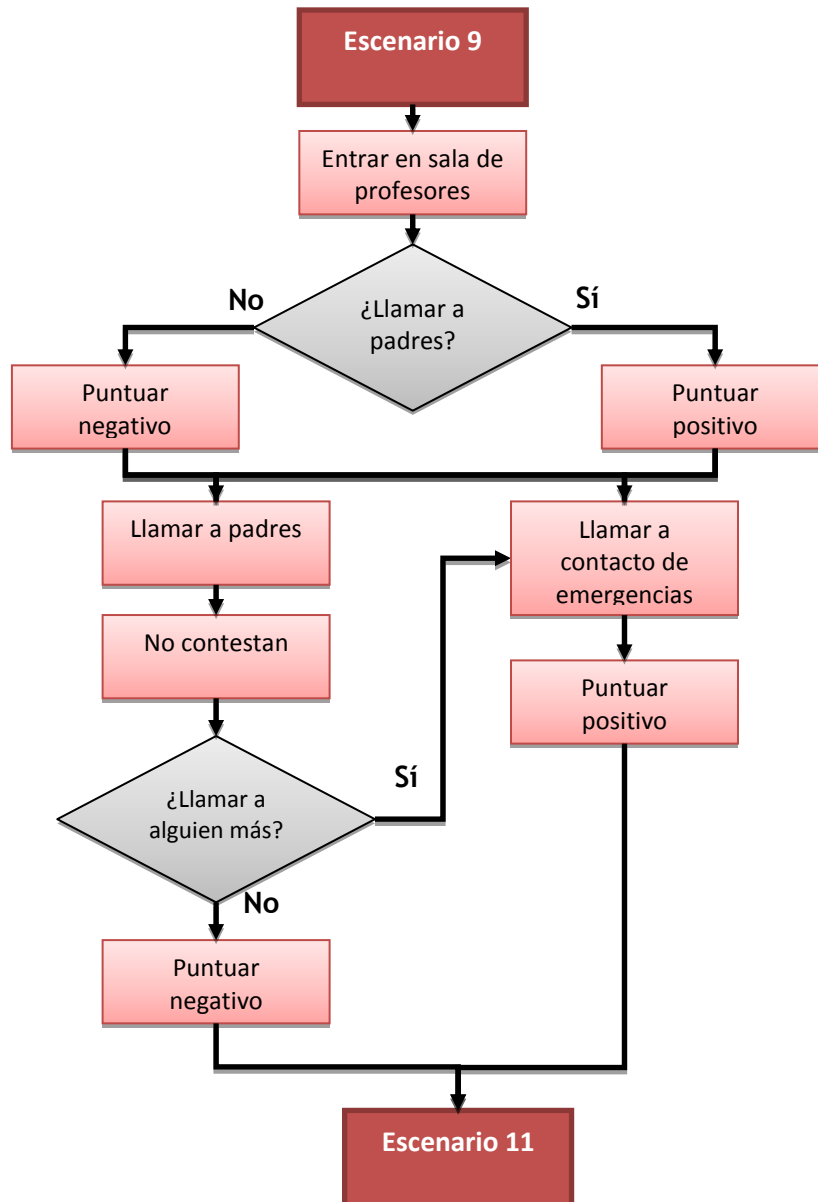 Escenario 9
Entrar en sala de
profesores
No
Sí
¿Llamar a
padres?
Puntuar
negativo
Puntuar
positivo
Llamar a padres
Llamar a
contacto de
emergencias
No contestan
Puntuar
positivo
Sí
¿Llamar a
alguien más?
No
Puntuar
negativo
Escenario 11